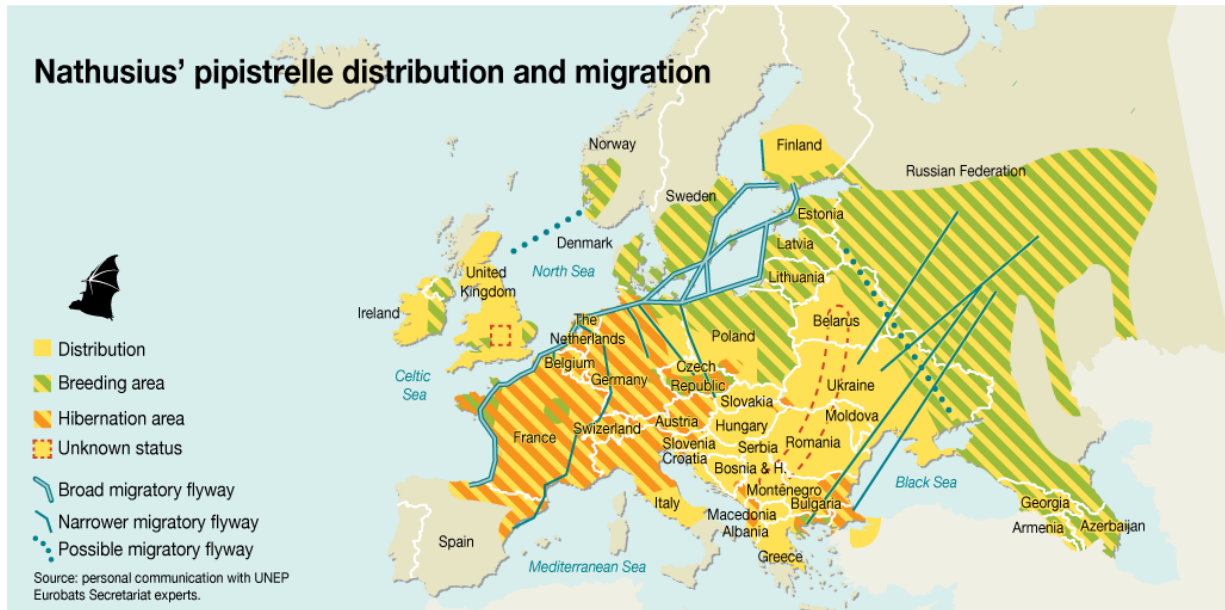 Nathusius' pipistrelle distribution and migration
Norway
Finland
Russian Federation
Sweden
Estonia
Denmark
Latvia
North Sea
United
Kingdom
Lithuania
Ireland
The
Netherlands
Belarus
Poland
Belgium
Czech
Republic
Germany
Celtic
Sea
Ukraine
Slovakia
Moldova
Austria
Hungary
France
Swizerland
Slovenia
Serbia
Romania
Croatia
Bosnia & H.
Black Sea
Montenegro
Italy
Bulgaria
Georgia
Macedonia
Armenia
Azerbaijan
Albania
Spain
Greece
Mediterranean Sea
Distribution
Breeding area
Hibernation area
Unknown status
Broad migratory flyway
Narrower migratory flyway
Possible migratory flyway
Source: personal communication with UNEP
Eurobats Secretariat experts.